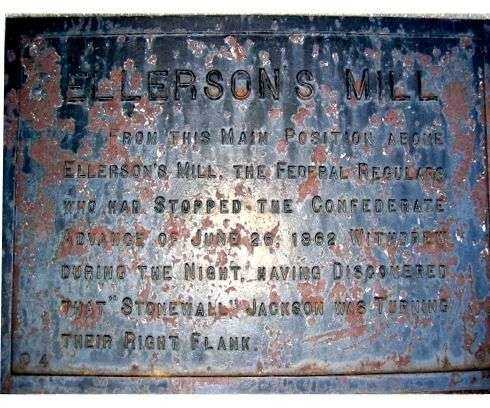 ELLERSON'S MILL
FROM THIS MAIN POSITION ABOVE
ELLERSON'S MILL, THE FEDERAL REGULARS
WHO HAD STOPPED THE CONFEDERATE
ADVANCE OF JUNE 26, 1862 WITHDREW
DURING THE NIGHT, HAVING DISCOVERED
THAT "STONEWALL" JACKSON WAS TURNING
THEIR RIGHT FLANK.
04